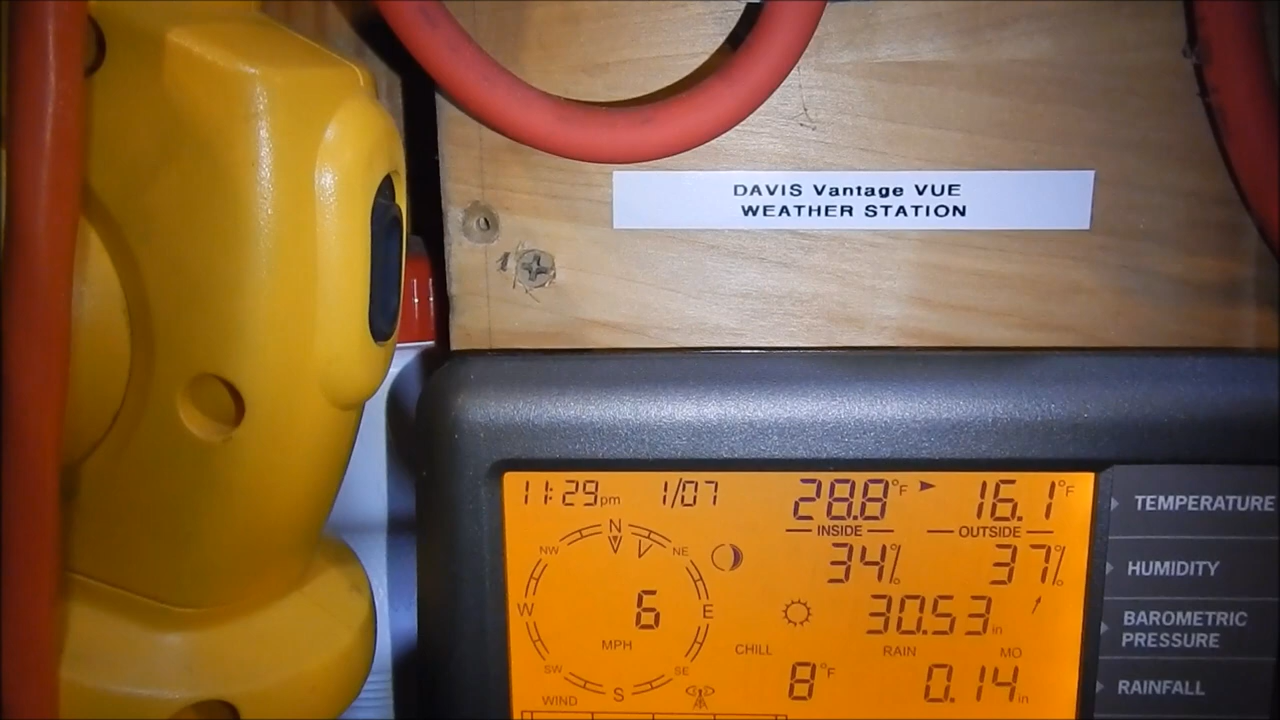 DAVIS Vantage VUE
WEATHER STATION
11:29pm 1/07 28.8°F 16.1°F
INSIDE OUTSIDE
TEMPERATURE
N
NW NE
34% 37%
HUMIDITY
W 6 E
30.53in
BAROMETRIC
PRESSURE
MPH
CHILL RAIN MO
SW SE
8°F 0.14in
RAINFALL
WIND S